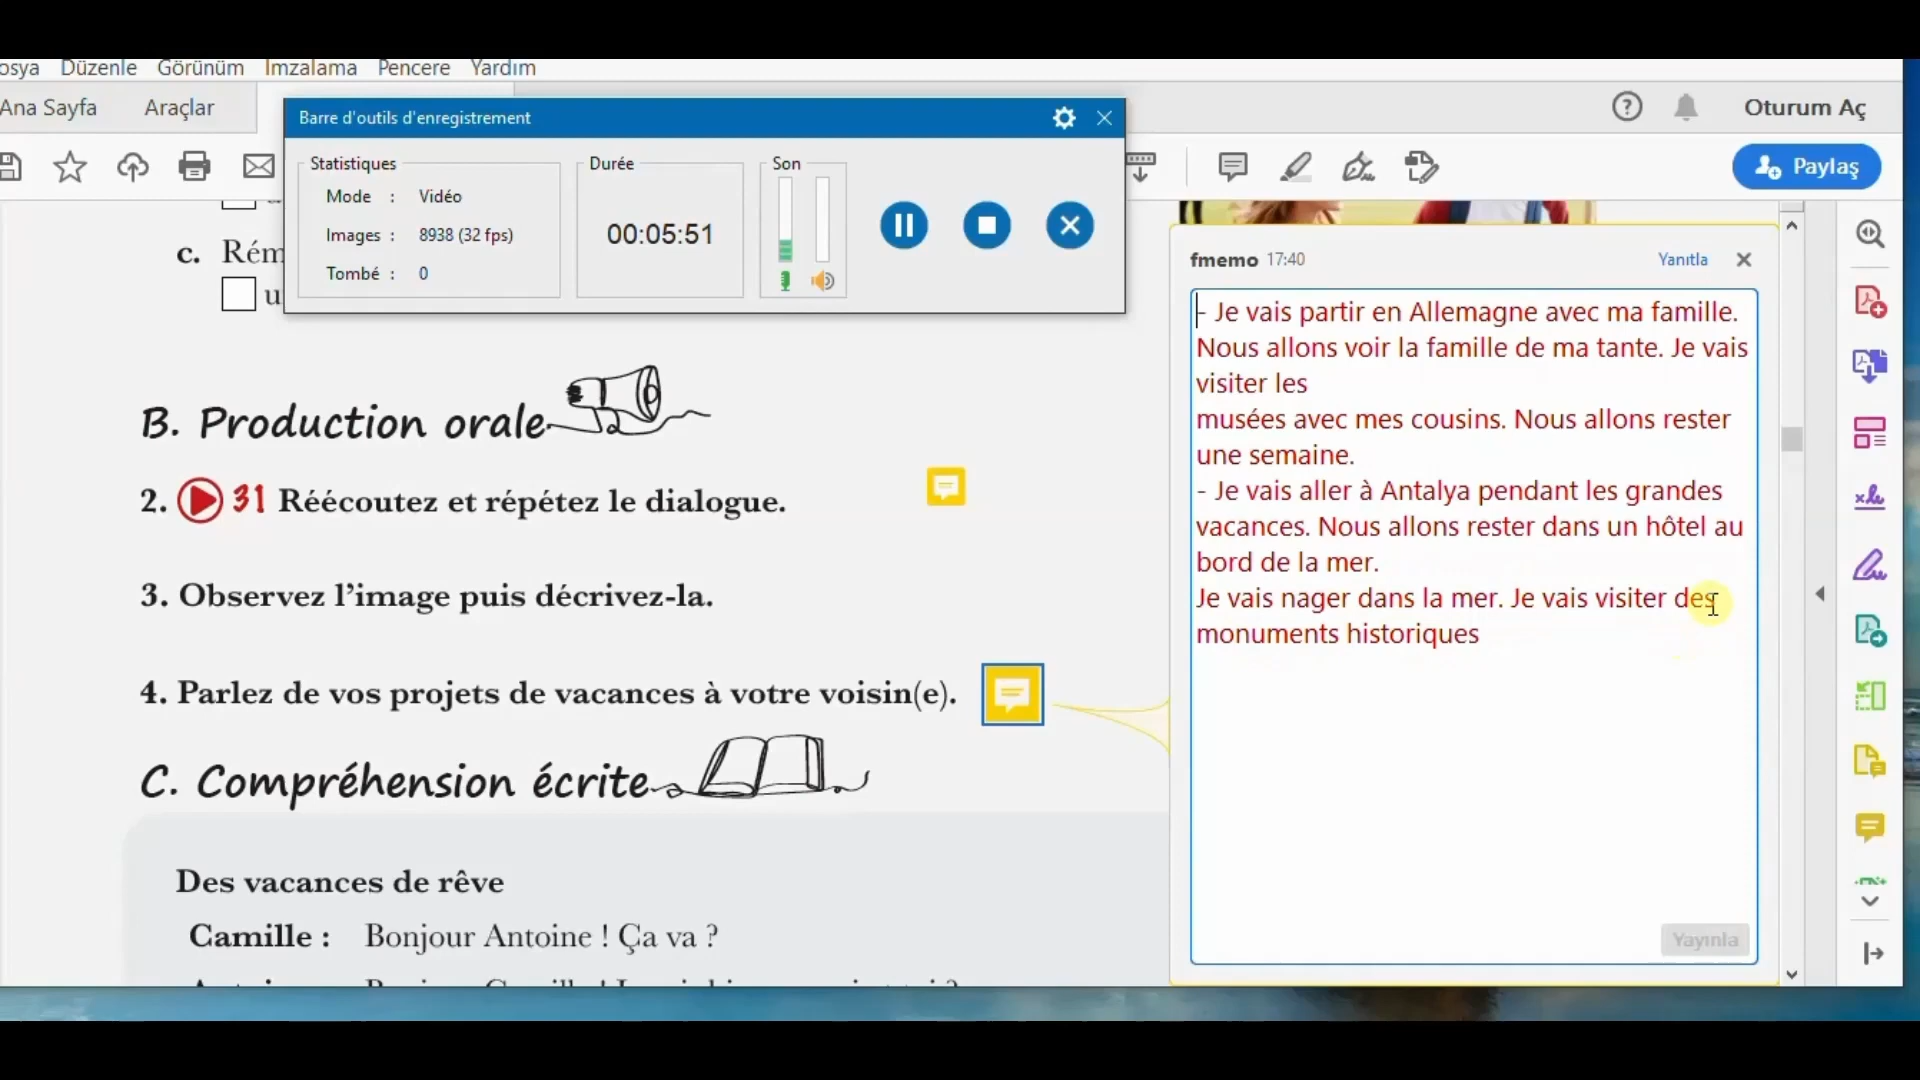 osya Düzenle Görünüm İmzalama Pencere Yardım
Ana Sayfa Araçlar
Oturum Aç
Paylaş
Barre d'outils d'enregistrement
Statistiques
Mode : Vidéo
Images : 8938 (32 fps)
Tombé : 0
Durée
00:05:51
Son
c. Rém
u
B. Production orale
2. 31 Réécoutez et répétez le dialogue.
3. Observez l'image puis décrivez-la.
4. Parlez de vos projets de vacances à votre voisin(e).
C. Compréhension écrite
Des vacances de rêve
Camille : Bonjour Antoine ! Ça va ?
fmemo 17:40 Yanıtla
- Je vais partir en Allemagne avec ma famille.
Nous allons voir la famille de ma tante. Je vais
visiter les
musées avec mes cousins. Nous allons rester
une semaine.
- Je vais aller à Antalya pendant les grandes
vacances. Nous allons rester dans un hôtel au
bord de la mer.
Je vais nager dans la mer. Je vais visiter des
monuments historiques
Yayınla